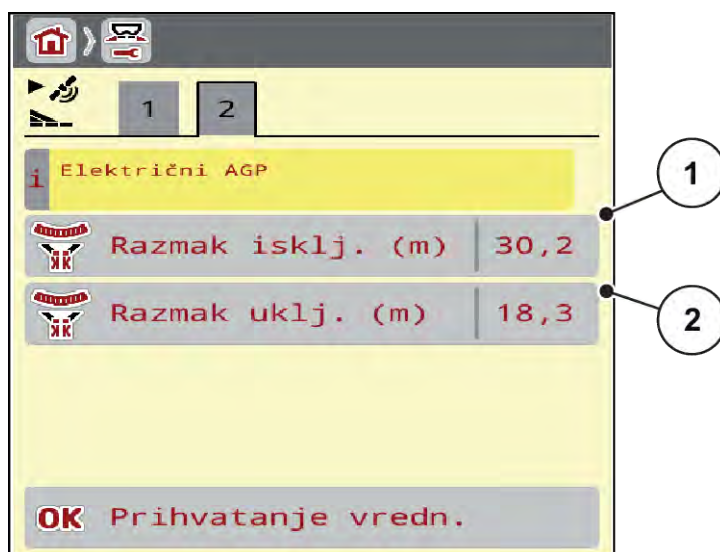 1 2
i Električni AGP
Razmak isklj. (m) 30,2
1
Razmak uklj. (m) 18,3
2
OK Prihvatanje vredn.